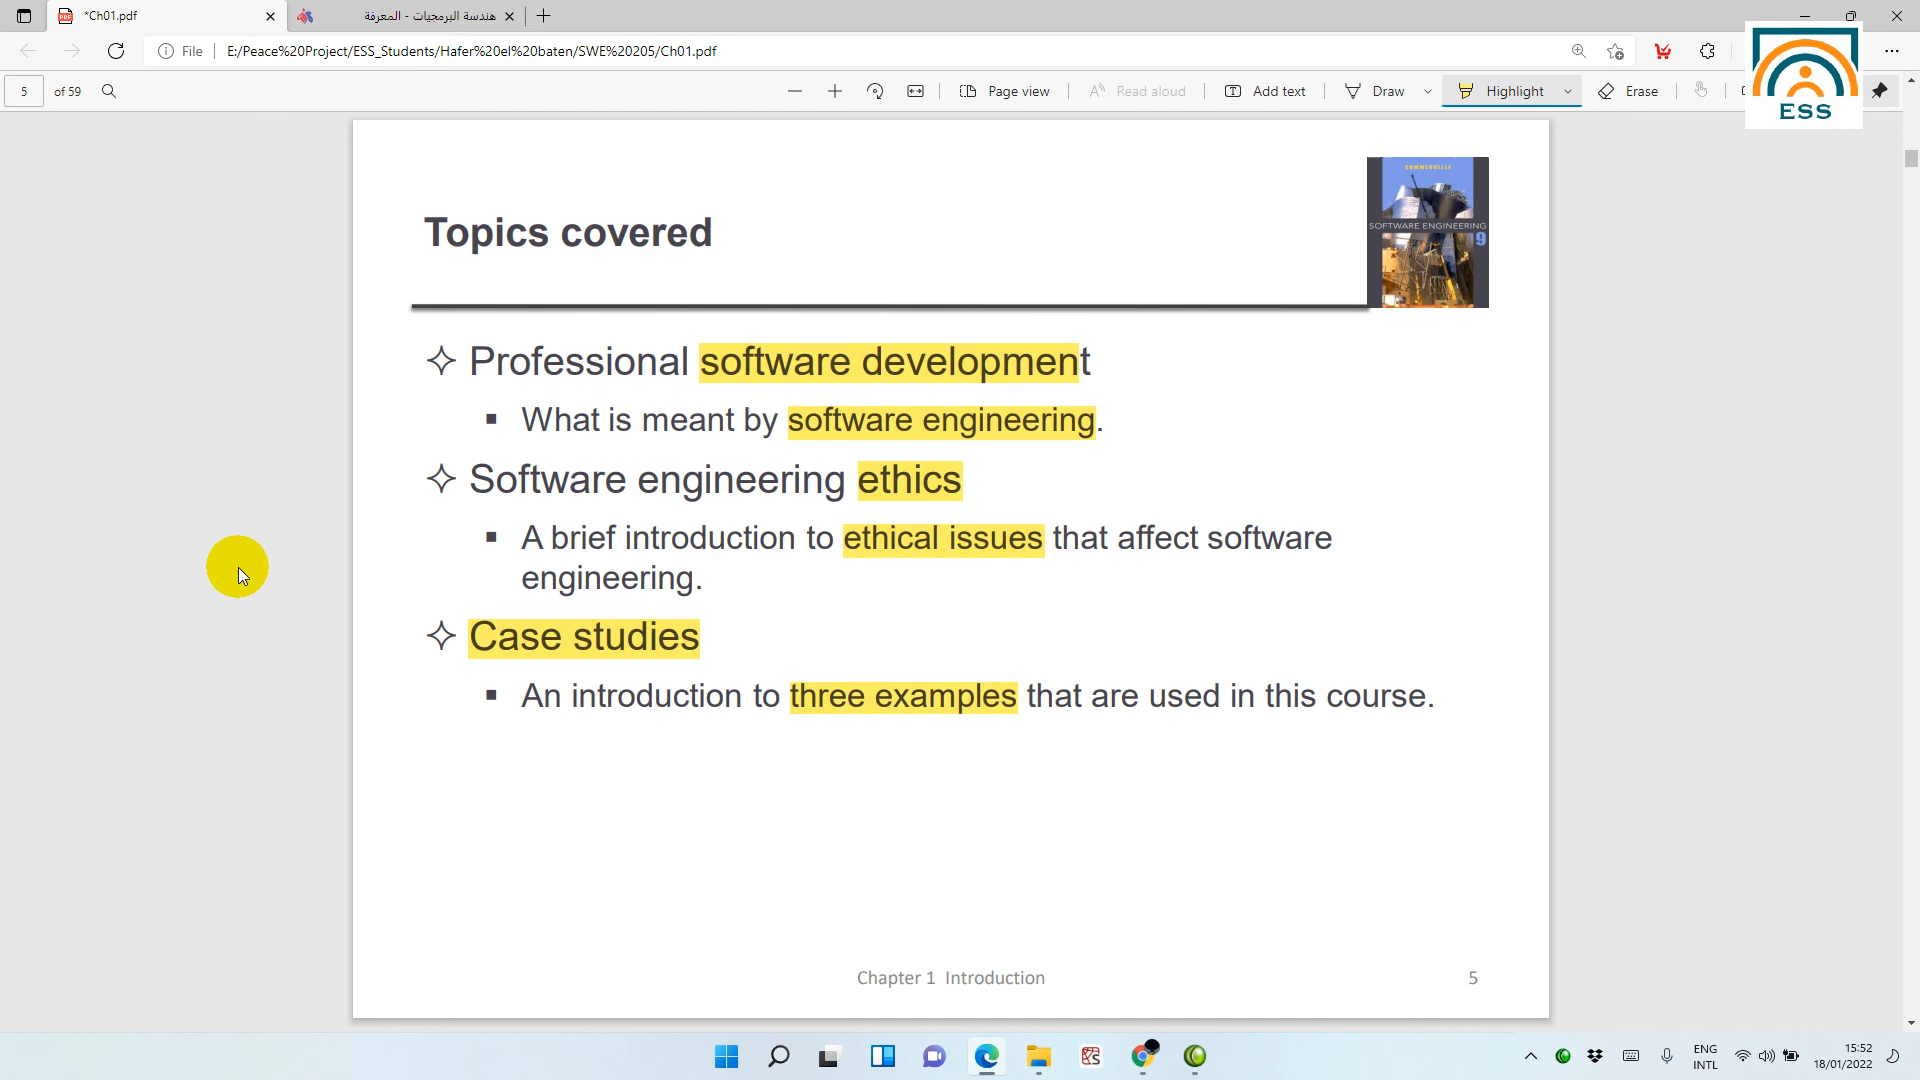 *Ch01.pdf
هندسة البرمجيات - المعرفة
File
E:/Peace%20Project/ESS_Students/Hafer%20el%20baten/SWE%20205/Ch01.pdf
5 of 59
Page view
Read aloud
Add text
Draw
Highlight
Erase
ESS
SOMMERVILLE
SOFTWARE ENGINEERING
9
Topics covered
Professional software development
What is meant by software engineering.
Software engineering ethics
A brief introduction to ethical issues that affect software
engineering.
Case studies
An introduction to three examples that are used in this course.
Chapter 1 Introduction
5
ENG
INTL
15:52
18/01/2022